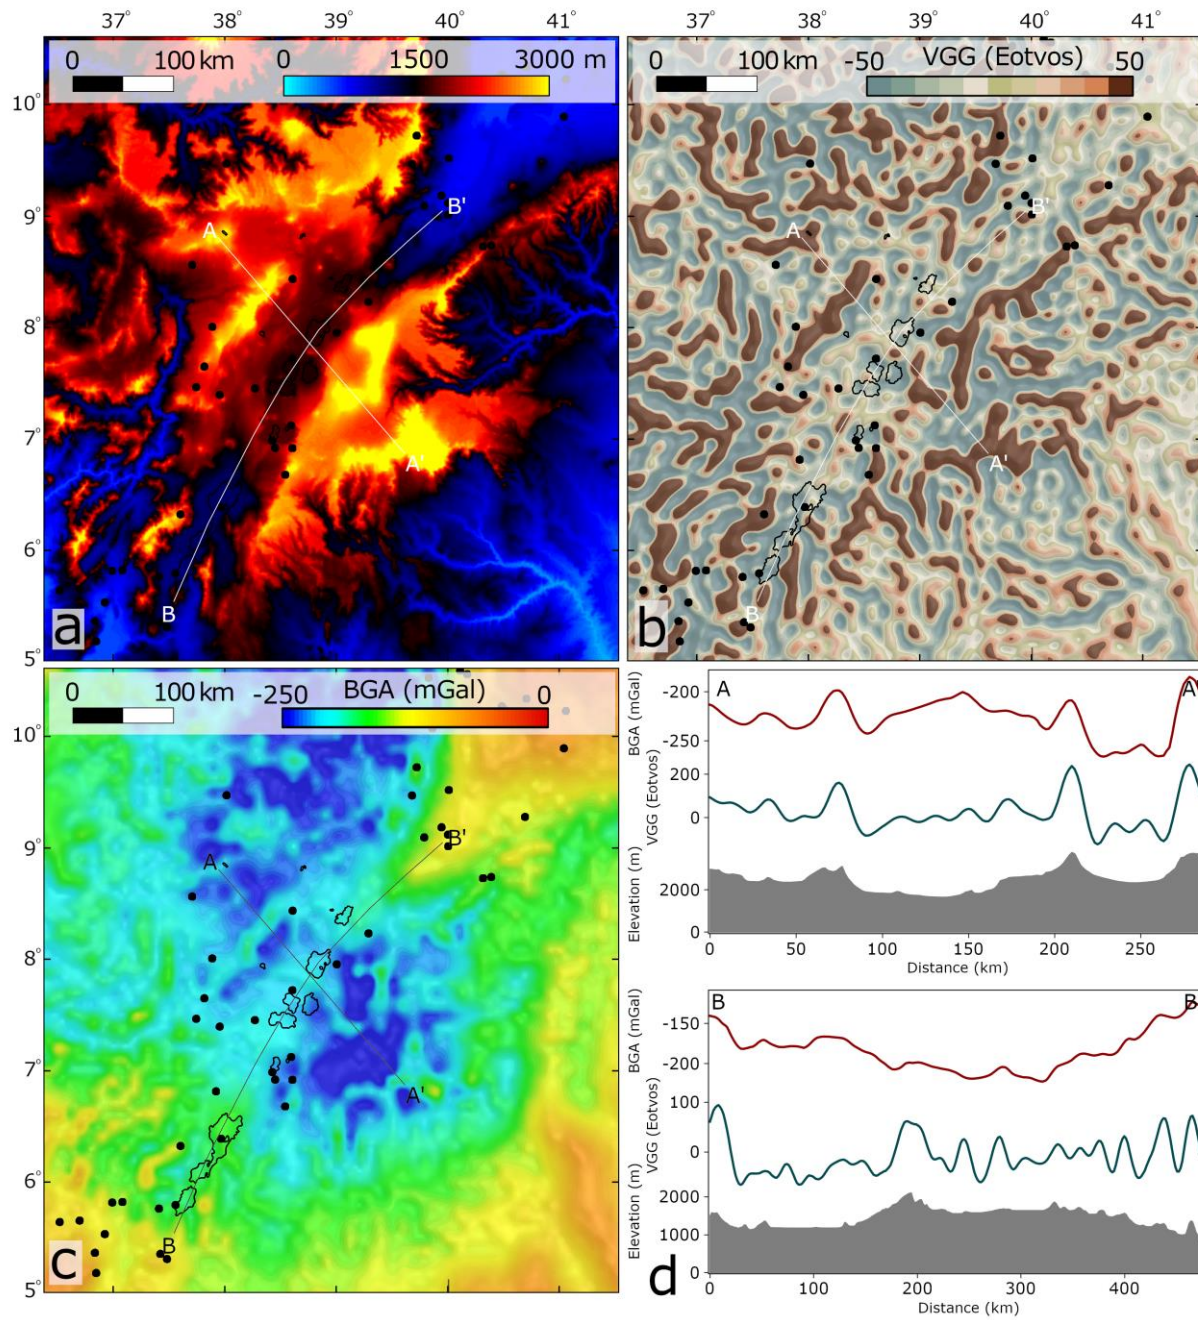 37° 38° 39° 40° 41°
0 100 km 0 1500 3000 m
10°
9°
8°
7°
6°
5°
A
A'
B
B'
a
37° 38° 39° 40° 41°
0 100 km -50 VGG (Eotvos) 50
A
A'
B
B'
b
0 100 km -250 BGA (mGal) 0
10°
9°
8°
7°
6°
5°
A
A'
B
B'
c
A A'
BGA (mGal)
-200
-250
VGG (Eotvos)
200
0
Elevation (m)
2000
0
0 50 100 150 200 250
Distance (km)
B B
BGA (mGal)
-150
-200
VGG (Eotvos)
100
0
Elevation (m)
2000
1000
0
0 100 200 300 400
Distance (km)
d